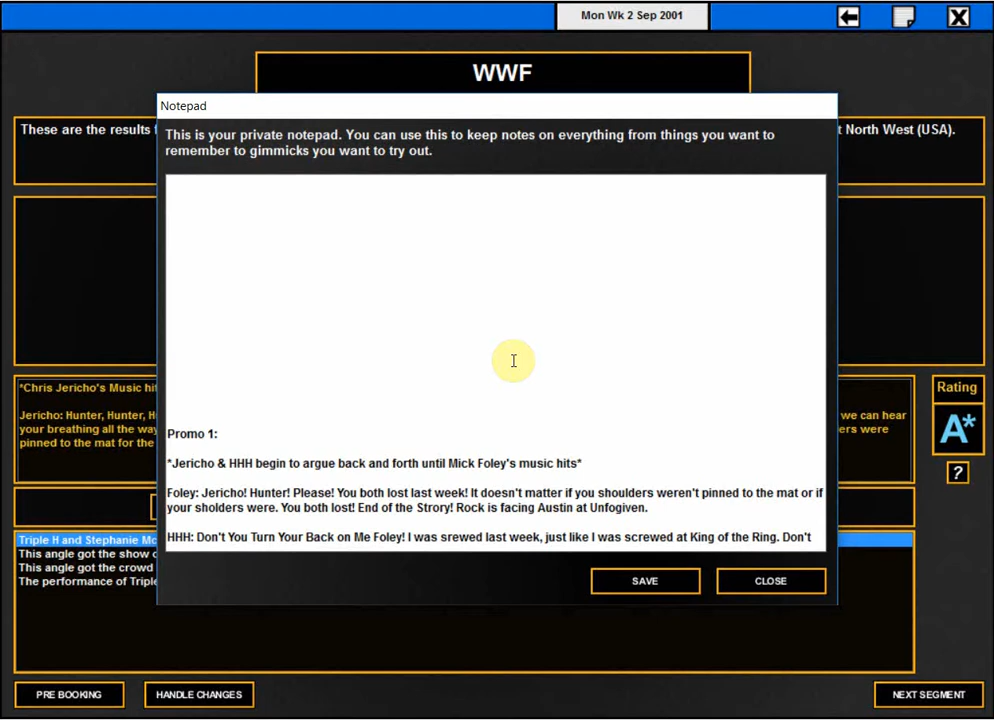 Mon Wk 2 Sep 2001
WWF
These are the results
t North West (USA).
Notepad
This is your private notepad. You can use this to keep notes on everything from things you want to
remember to gimmicks you want to try out.
Promo 1:
*Jericho & HHH begin to argue back and forth until Mick Foley's music hits*
Foley: Jericho! Hunter! Please! You both lost last week! It doesn't matter if you shoulders weren't pinned to the mat or if
your sholders were. You both lost! End of the Strory! Rock is facing Austin at Unfogiven.
HHH: Don't You Turn Your Back on Me Foley! I was srewed last week, just like I was screwed at King of the Ring. Don't
SAVE
CLOSE
*Chris Jericho's Music hi
Jericho: Hunter, Hunter, H
we can hear
your breathing all the way
ers were
pinned to the mat for the
Rating
A*
?
Triple H and Stephanie Mc
This angle got the show
This angle got the crowd
The performance of Triple
PRE BOOKING
HANDLE CHANGES
NEXT SEGMENT